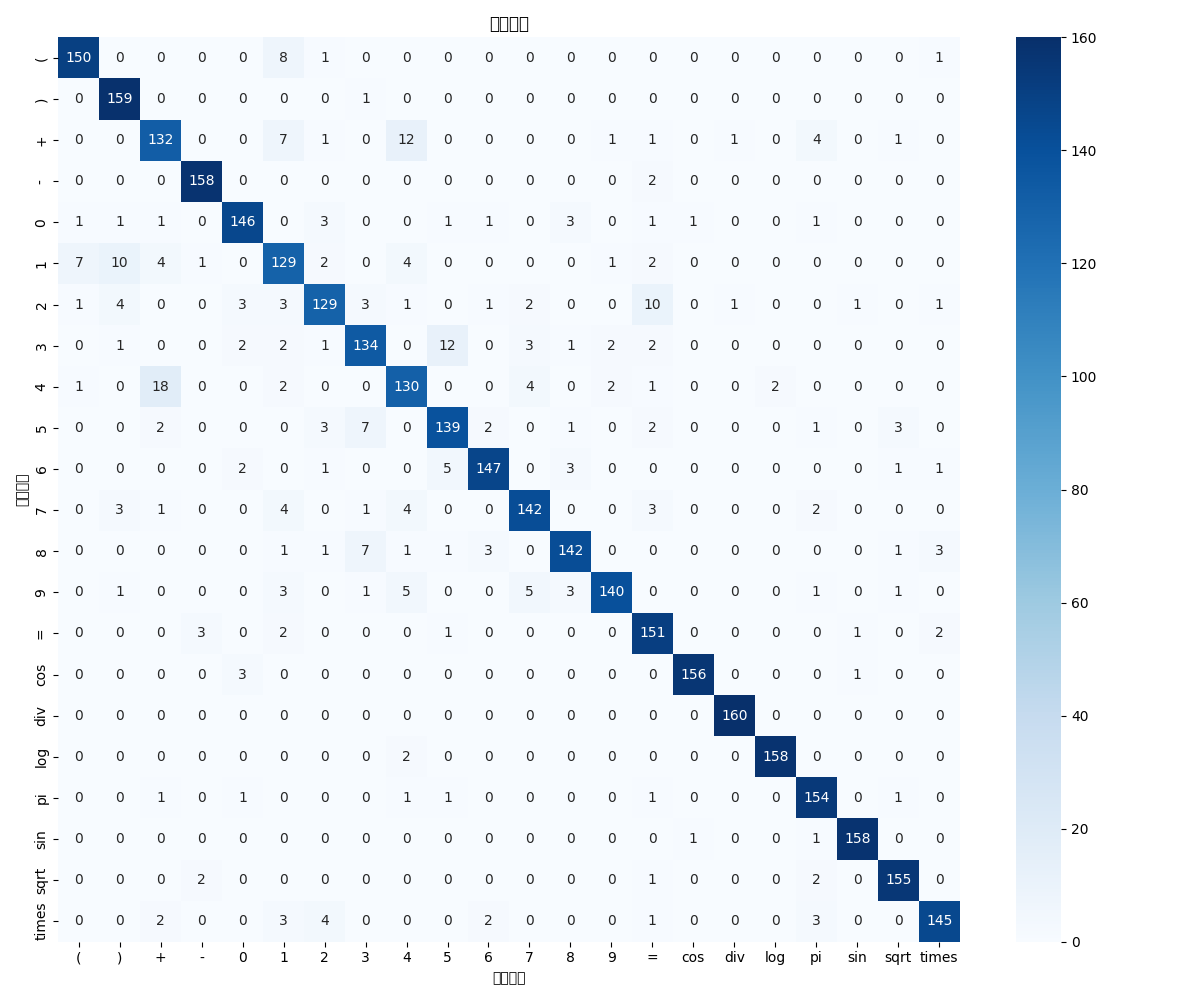 ( 150 0 0 0 0 8 1 0 0 0 0 0 0 0 0 0 0 0 0 0 0 1
) 0 159 0 0 0 0 0 1 0 0 0 0 0 0 0 0 0 0 0 0 0 0
+ 0 0 132 0 0 7 1 0 12 0 0 0 0 1 1 0 1 0 4 0 1 0
- 0 0 0 158 0 0 0 0 0 0 0 0 0 0 2 0 0 0 0 0 0 0
0 1 1 1 0 146 0 3 0 0 1 1 0 3 0 1 1 0 0 1 0 0 0
1 7 10 4 1 0 129 2 0 4 0 0 0 0 1 2 0 0 0 0 0 0 0
2 1 4 0 0 3 3 129 3 1 0 1 2 0 0 10 0 1 0 0 1 0 1
3 0 1 0 0 2 2 1 134 0 12 0 3 1 2 2 0 0 0 0 0 0 0
4 1 0 18 0 0 2 0 0 130 0 0 4 0 2 1 0 0 2 0 0 0 0
5 0 0 2 0 0 0 3 7 0 139 2 0 1 0 2 0 0 0 1 0 3 0
6 0 0 0 0 2 0 1 0 0 5 147 0 3 0 0 0 0 0 0 0 1 1
7 0 3 1 0 0 4 0 1 4 0 0 142 0 0 3 0 0 0 2 0 0 0
8 0 0 0 0 0 1 1 7 1 1 3 0 142 0 0 0 0 0 0 0 1 3
9 0 1 0 0 0 3 0 1 5 0 0 5 3 140 0 0 0 0 1 0 1 0
= 0 0 0 3 0 2 0 0 0 1 0 0 0 0 151 0 0 0 0 1 0 2
cos 0 0 0 0 3 0 0 0 0 0 0 0 0 0 0 156 0 0 0 1 0 0
div 0 0 0 0 0 0 0 0 0 0 0 0 0 0 0 0 160 0 0 0 0 0
log 0 0 0 0 0 0 0 0 2 0 0 0 0 0 0 0 0 158 0 0 0 0
pi 0 0 1 0 1 0 0 0 1 1 0 0 0 0 1 0 0 0 154 0 1 0
sin 0 0 0 0 0 0 0 0 0 0 0 0 0 0 0 1 0 0 1 158 0 0
sqrt 0 0 0 2 0 0 0 0 0 0 0 0 0 0 1 0 0 0 2 0 155 0
times 0 0 2 0 0 3 4 0 0 0 2 0 0 0 1 0 0 0 3 0 0 145
( ) + - 0 1 2 3 4 5 6 7 8 9 = cos div log pi sin sqrt times
160
140
120
100
80
60
40
20
0